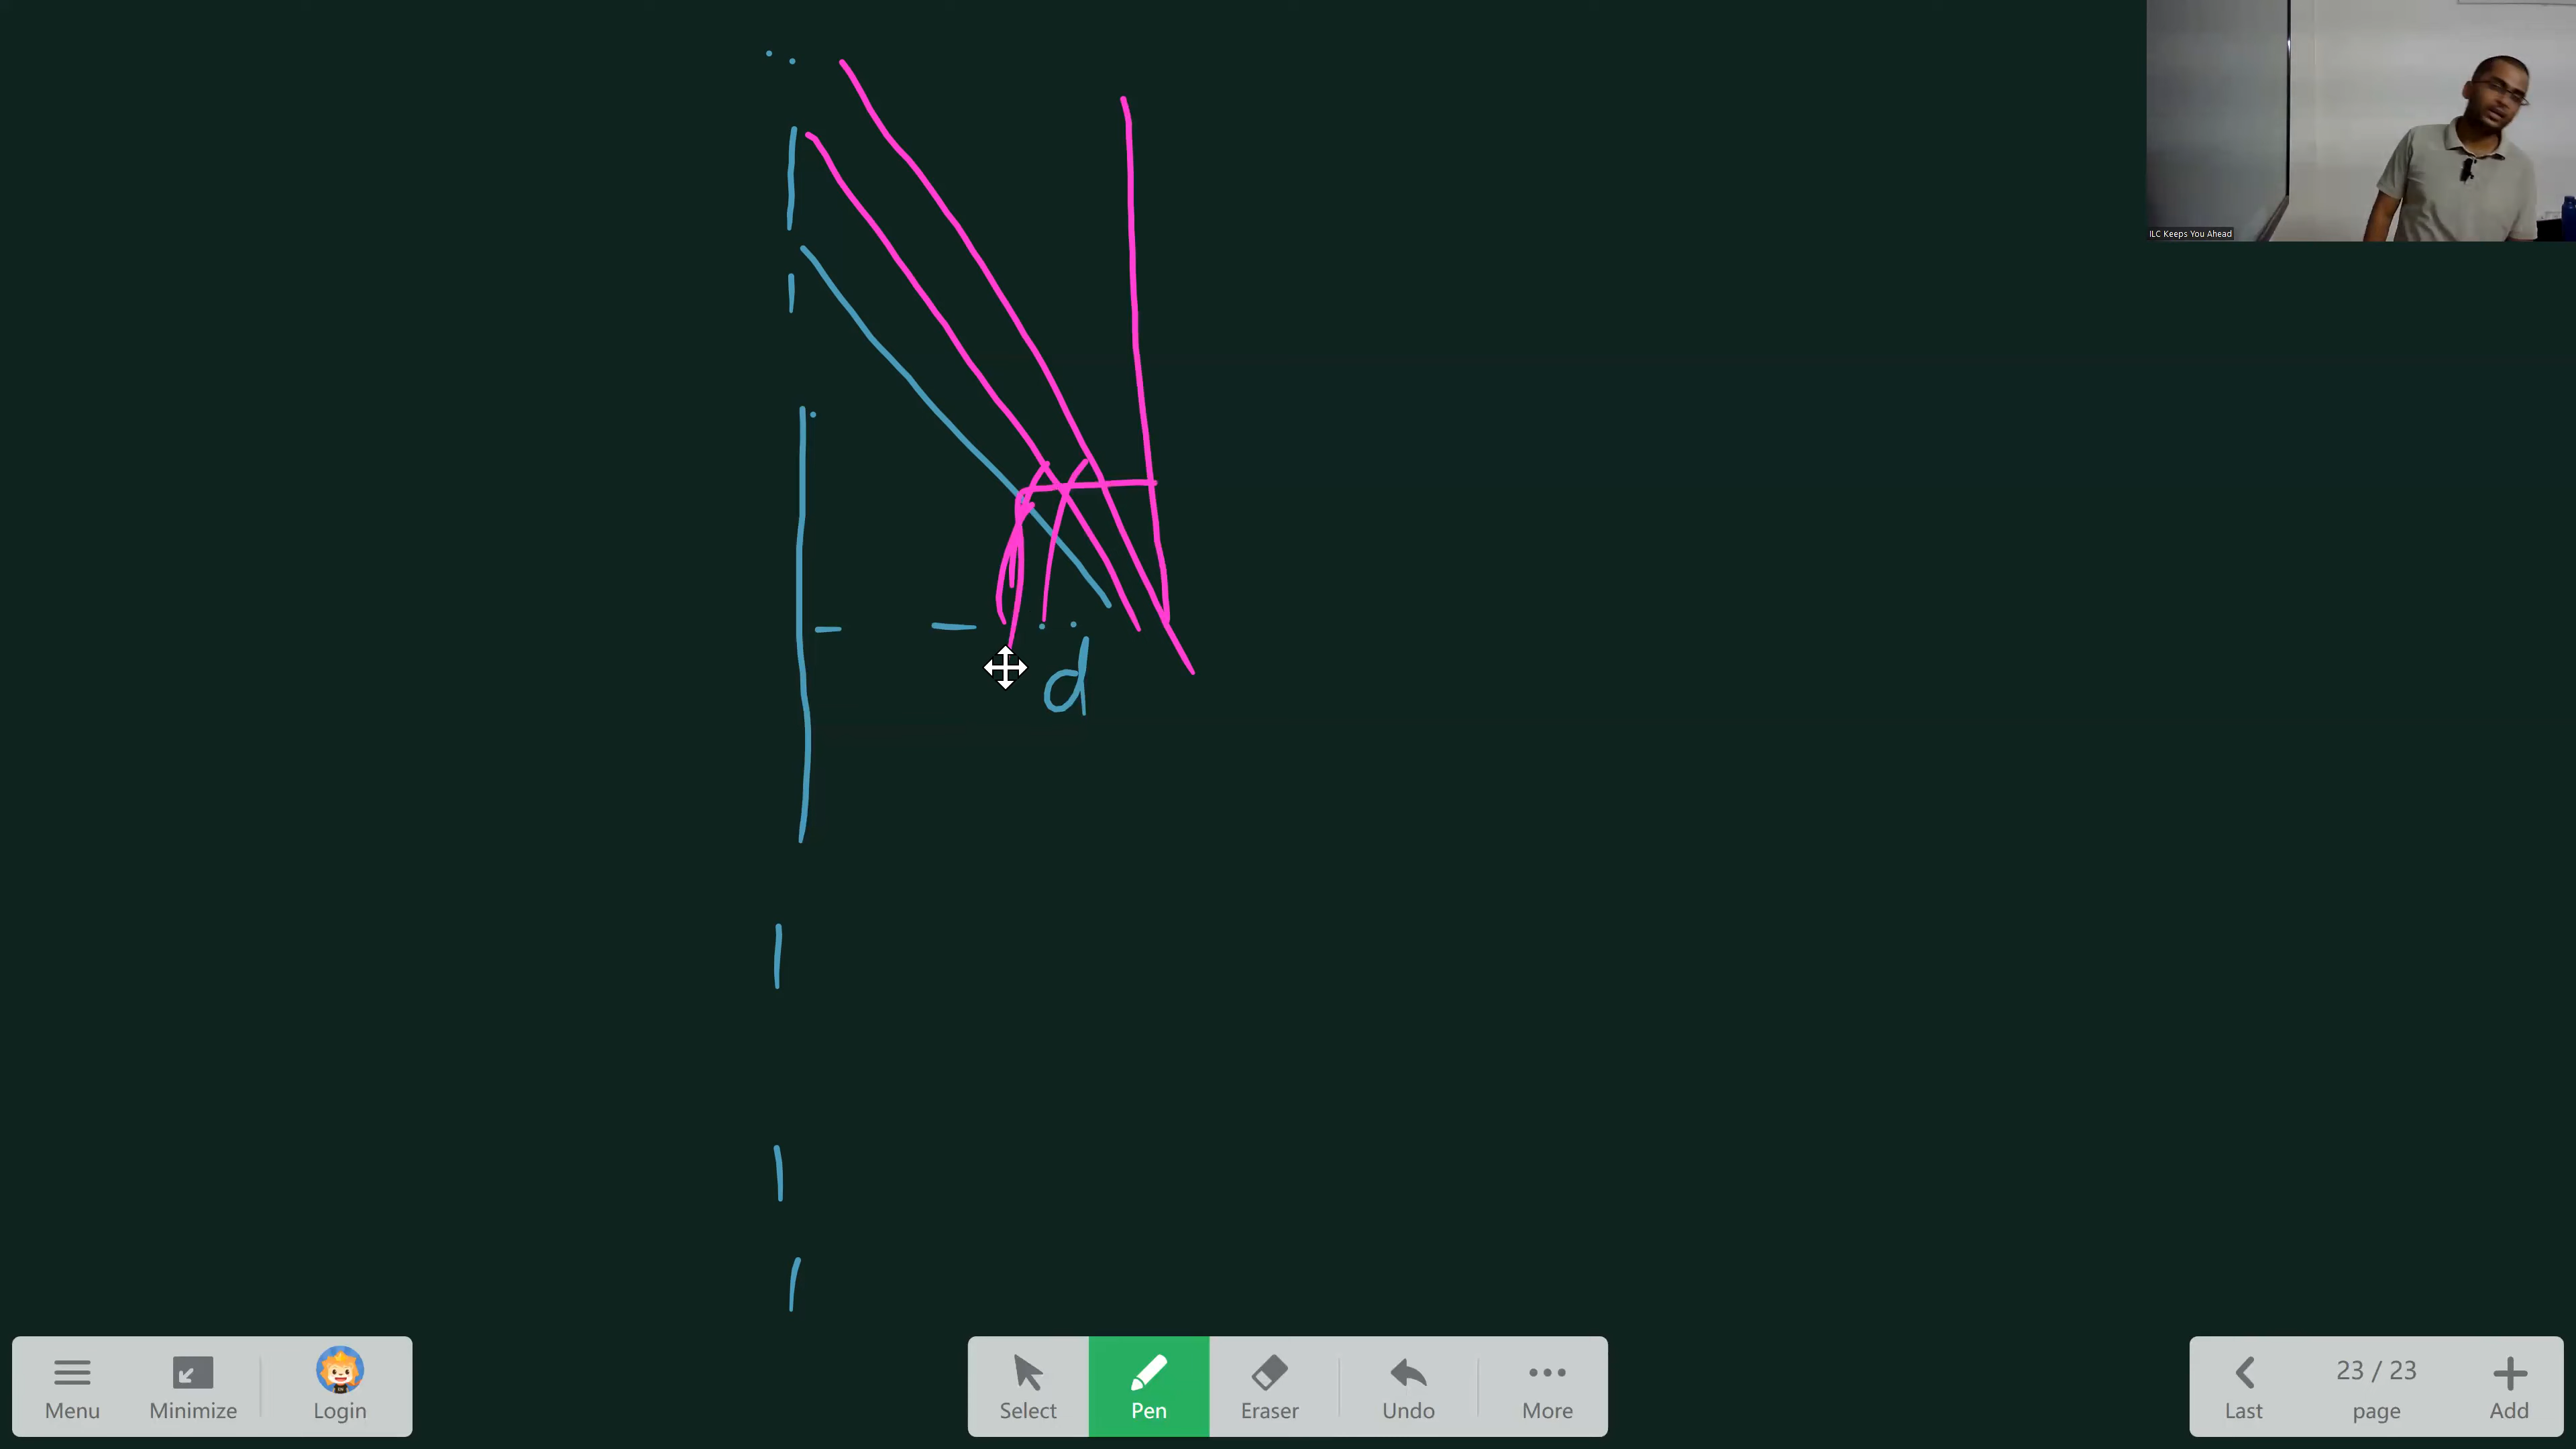 ILC Keeps You Ahead
d
Menu
Minimize
Login
Select
Pen
Eraser
Undo
More
Last
23 / 23
page
Add